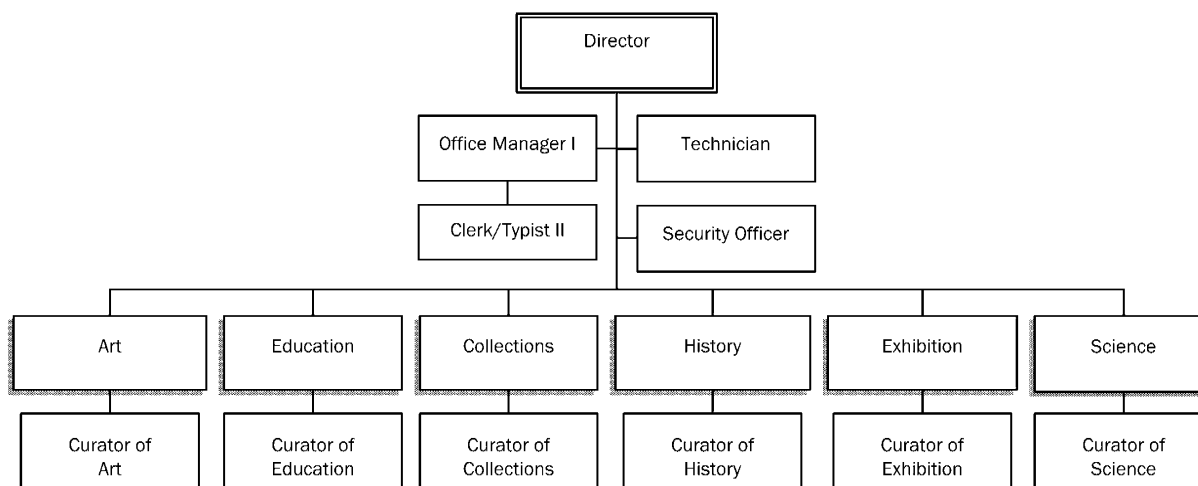 Director
Office Manager I
Technician
Clerk/Typist II
Security Officer
Art
Education
Collections
History
Exhibition
Science
Curator of
Art
Curator of
Education
Curator of
Collections
Curator of
History
Curator of
Exhibition
Curator of
Science